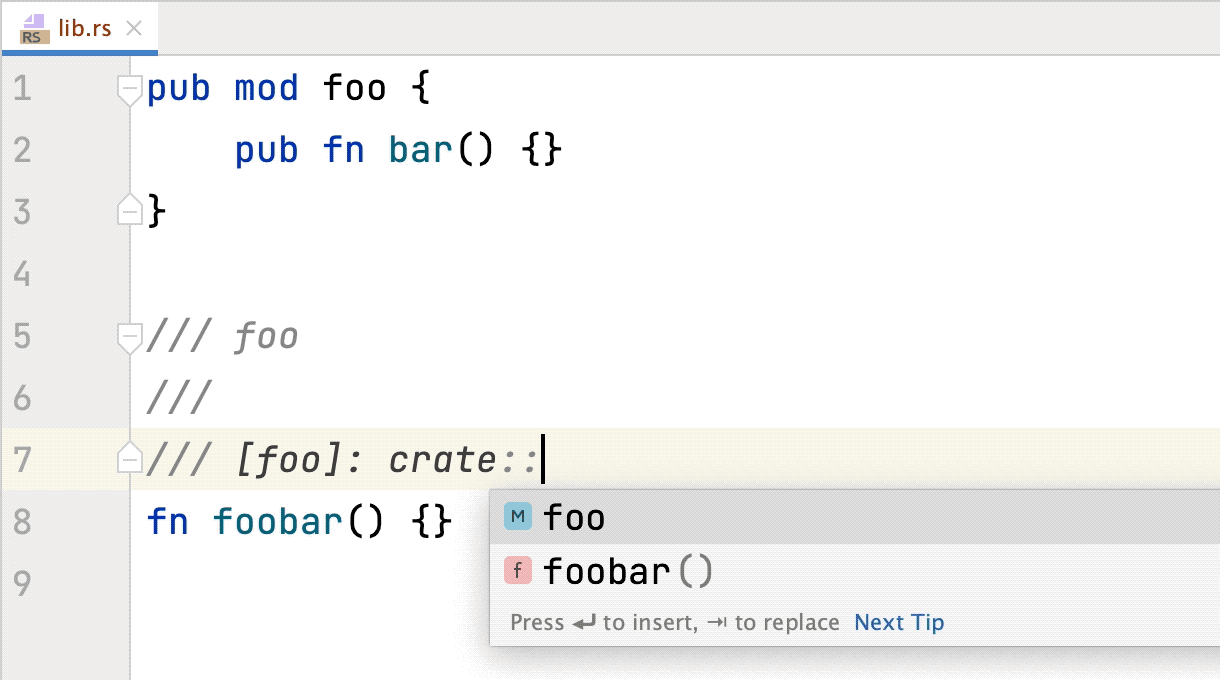 RS lib.rs
1 pub mod foo {
2     pub fn bar() {}
3 }
4
5 /// foo
6 ///
7 /// [foo]: crate::
8 fn foobar() {}
9
M foo
f foobar()
Press ↵ to insert, ⇥ to replace Next Tip